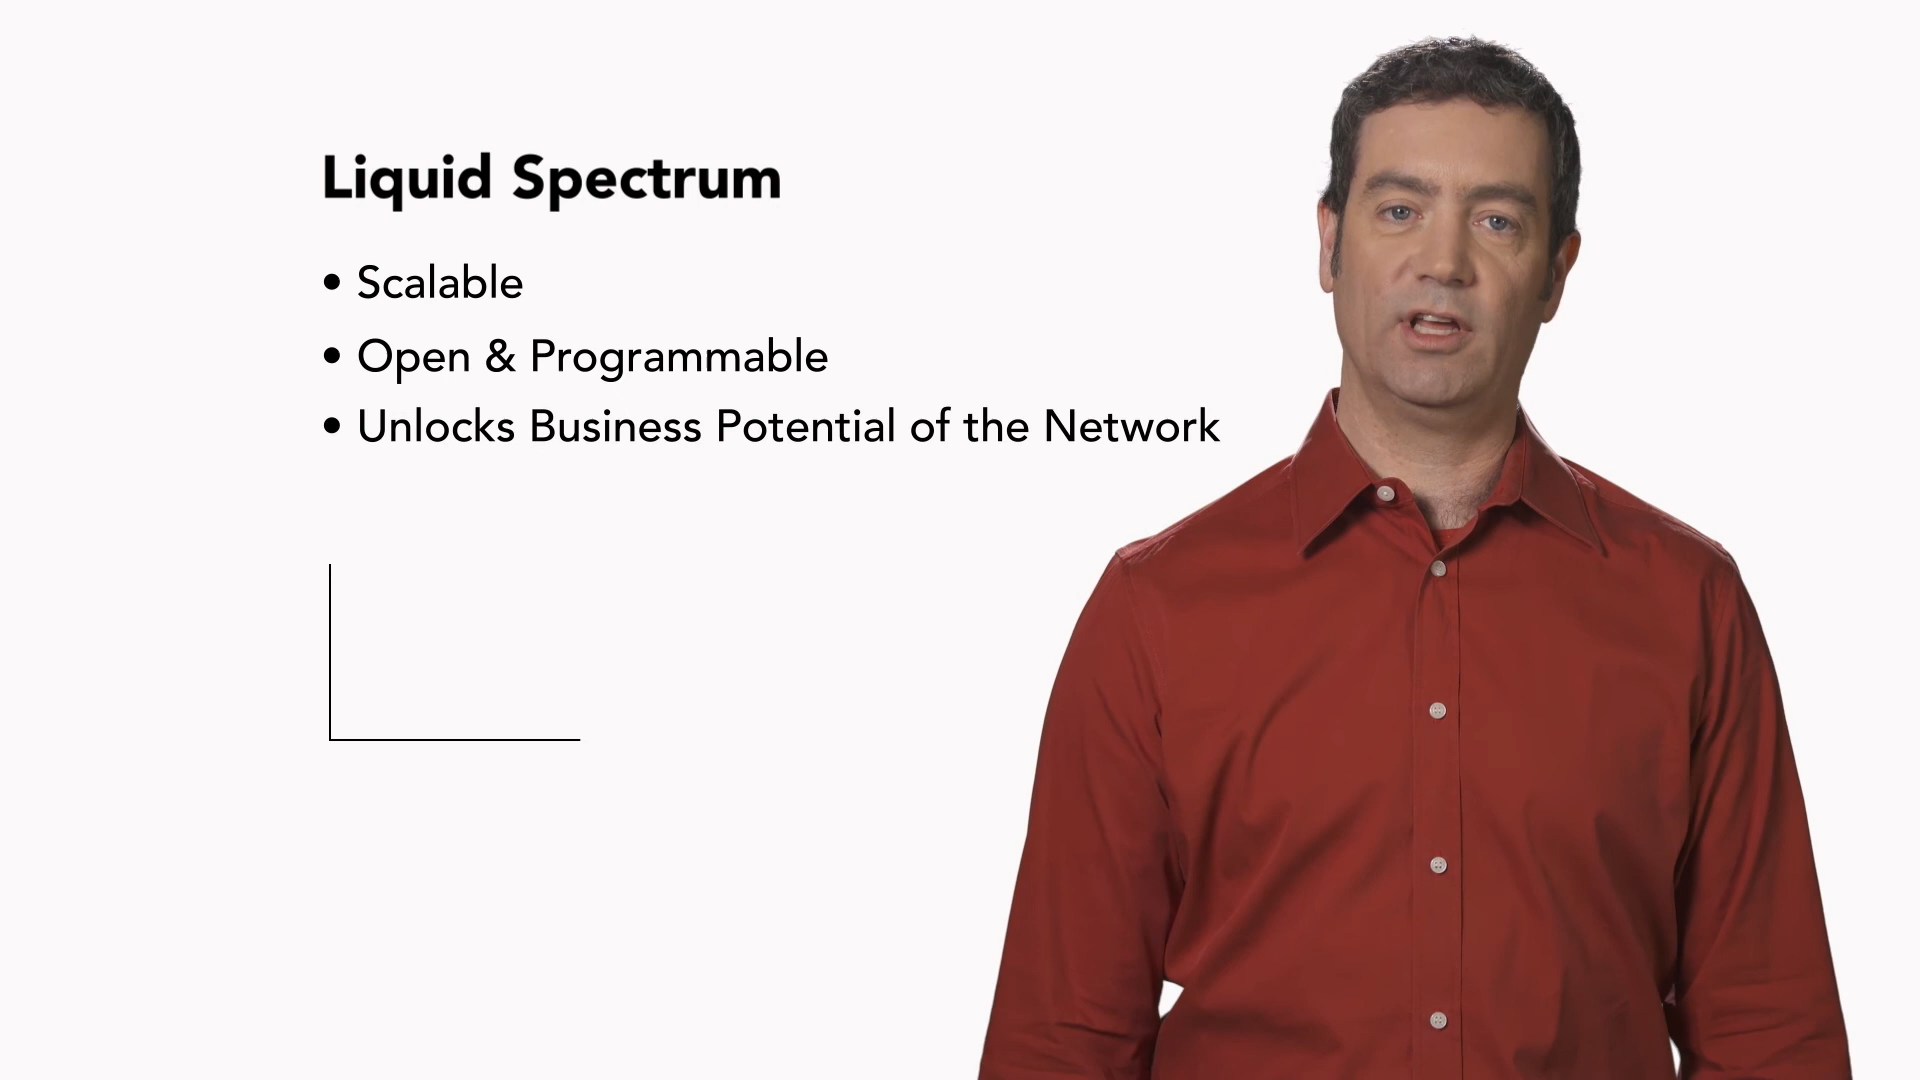 Liquid Spectrum
• Scalable
• Open & Programmable
• Unlocks Business Potential of the Network